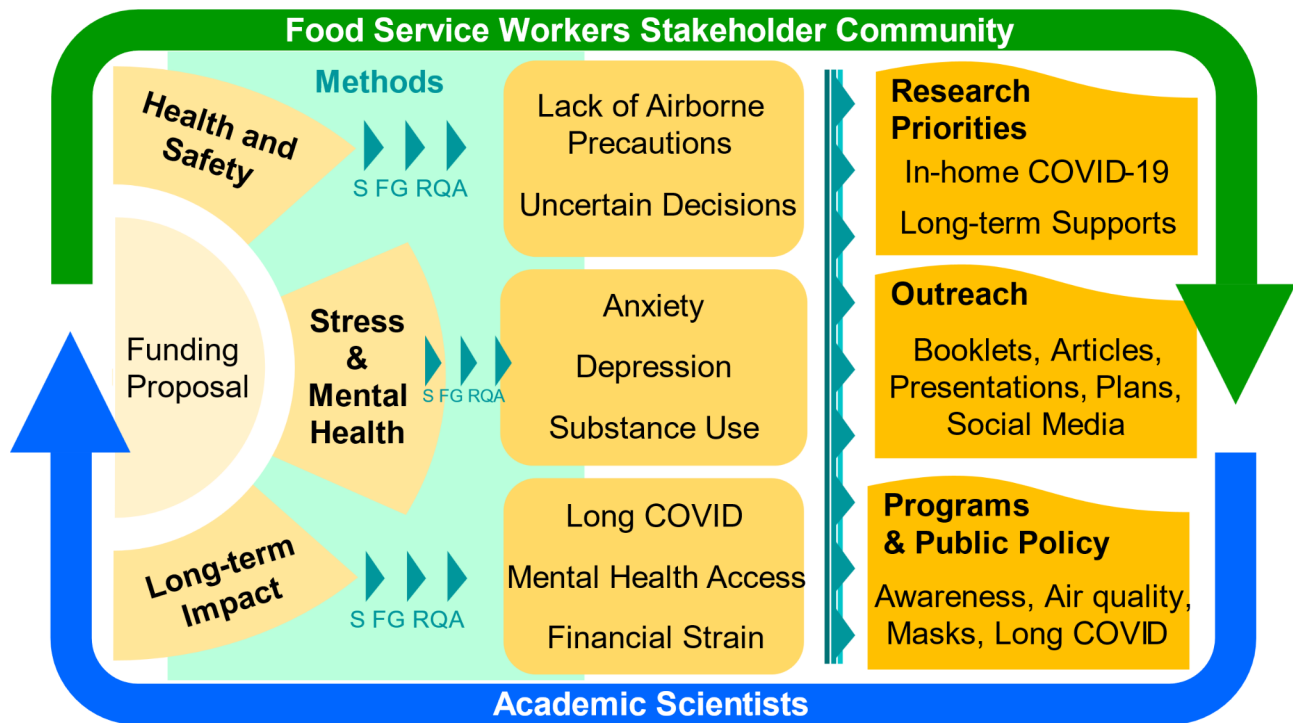 Food Service Workers Stakeholder Community
Methods
Health and
Safety
S FG RQA
Lack of Airborne
Precautions
Uncertain Decisions
Research
Priorities
In-home COVID-19
Long-term Supports
Funding
Proposal
Stress
&
Mental
Health
S FG RQA
Anxiety
Depression
Substance Use
Outreach
Booklets, Articles,
Presentations, Plans,
Social Media
Long-term
Impact
S FG RQA
Long COVID
Mental Health Access
Financial Strain
Programs
& Public Policy
Awareness, Air quality,
Masks, Long COVID
Academic Scientists